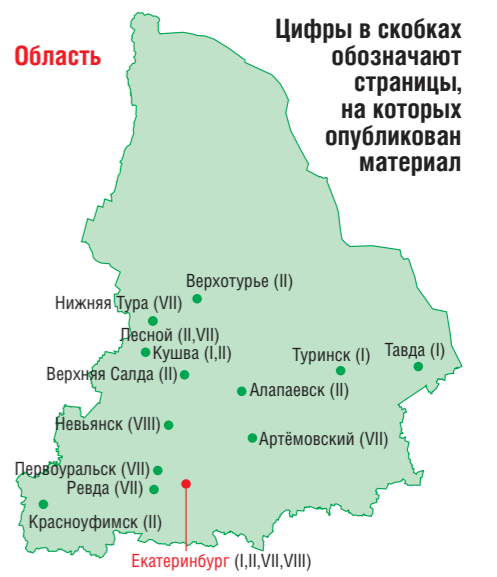 Область
Цифры в скобках
обозначают
страницы,
на которых
опубликован
материал
Верхотурье (II)
Нижняя Тура (VII)
Лесной (II,VII)
Кушва (I,II)
Туринск (I)
Тавда (I)
Верхняя Салда (II)
Алапаевск (II)
Невьянск (VIII)
Артёмовский (VII)
Первоуральск (VII)
Ревда (VII)
Красноуфимск (II)
Екатеринбург (I,II,VII,VIII)